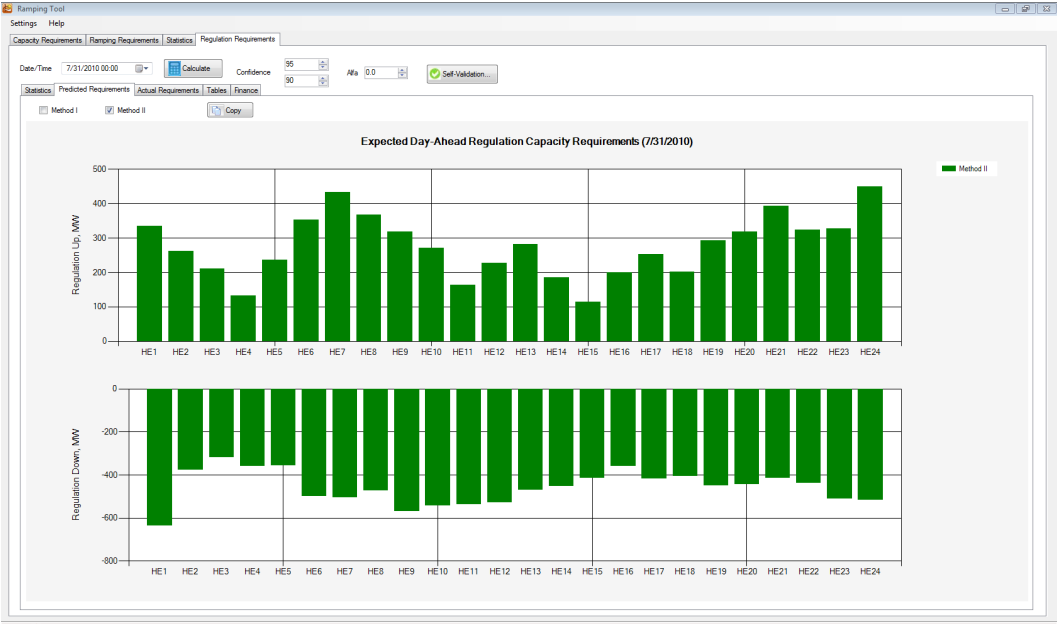 Ramping Tool
Settings Help
Capacity Requirements Ramping Requirements Statistics Regulation Requirements
Date/Time 7/31/2010 00:00 Calculate Confidence 95 90 Alfa 0.0 Self-Validation...
Statistics Predicted Requirements Actual Requirements Tables Finance
Method I Method II Copy
Expected Day-Ahead Regulation Capacity Requirements (7/31/2010)
Method II
Regulation Up, MW
500
400
300
200
100
0
HE1 HE2 HE3 HE4 HE5 HE6 HE7 HE8 HE9 HE10 HE11 HE12 HE13 HE14 HE15 HE16 HE17 HE18 HE19 HE20 HE21 HE22 HE23 HE24
Regulation Down, MW
0
-200
-400
-600
-800
HE1 HE2 HE3 HE4 HE5 HE6 HE7 HE8 HE9 HE10 HE11 HE12 HE13 HE14 HE15 HE16 HE17 HE18 HE19 HE20 HE21 HE22 HE23 HE24